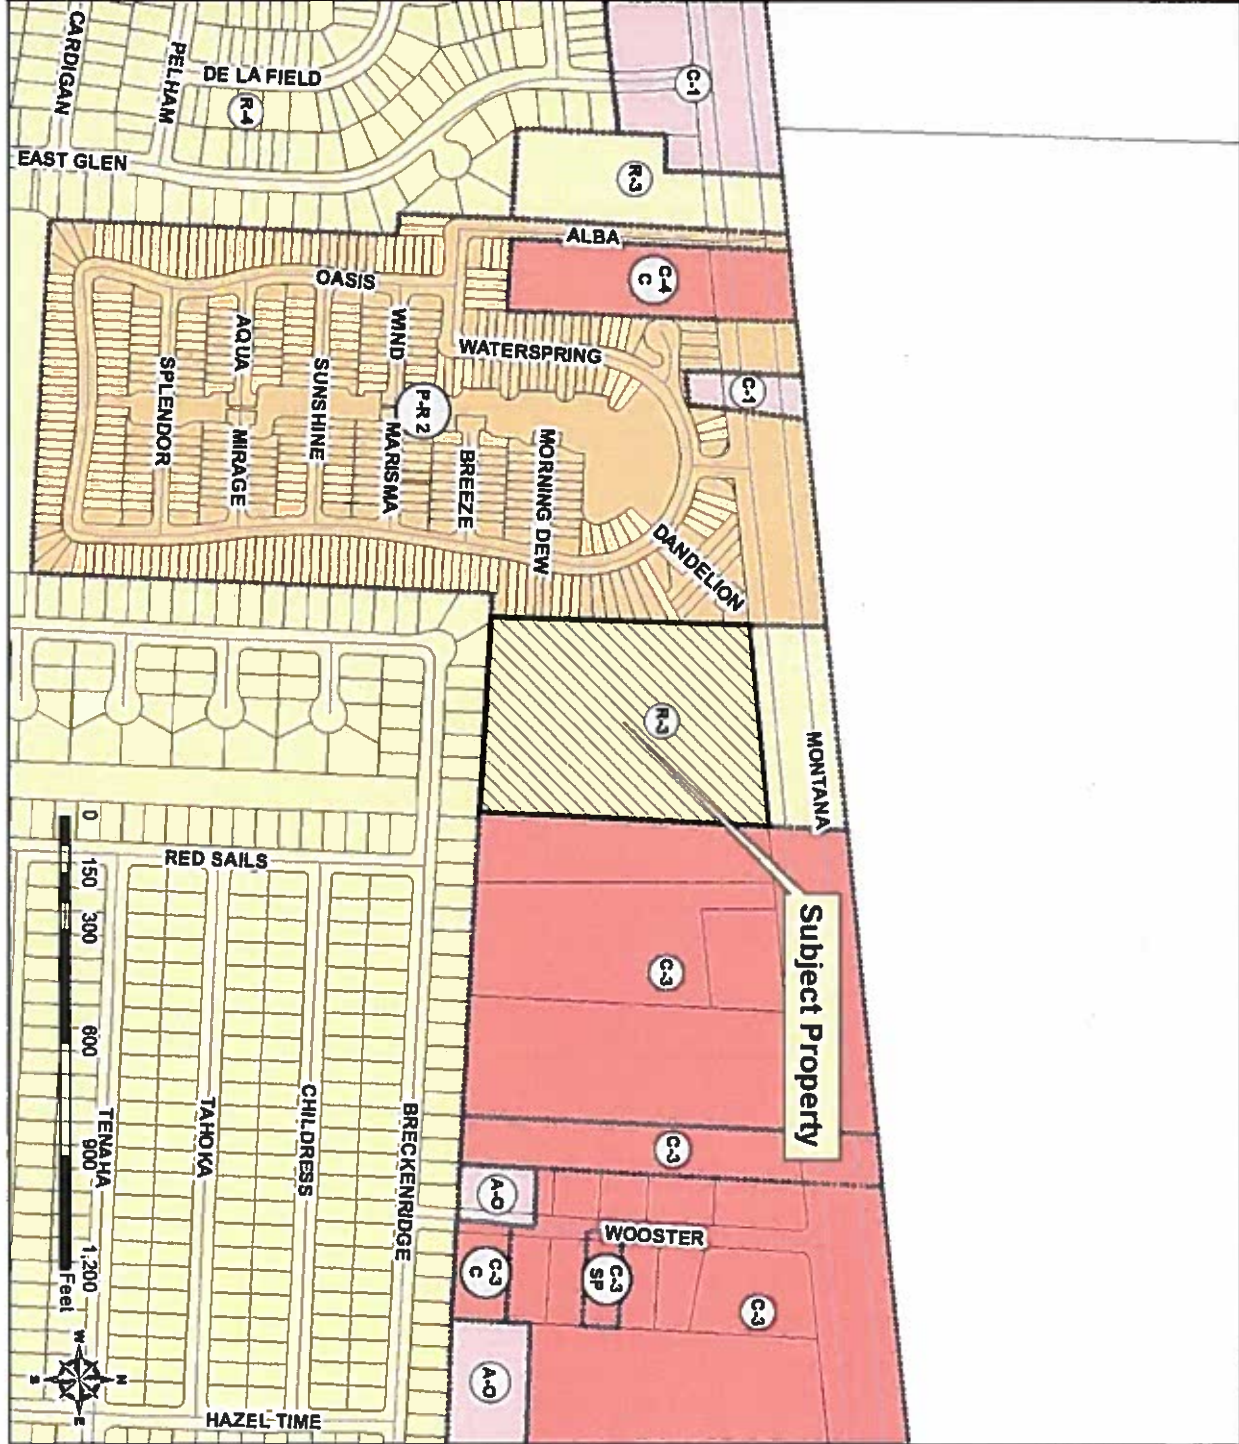 CARDIGAN
PELHAM
DE LA FIELD
R-4
EAST GLEN
C-1
R-3
ALBA
C-4
C
OASIS
WATERSPRING
C-1
AQUA
WIND
SPLENDOR
SUNSHINE
P-R 2
MIRAGE
MARISMA
BREEZE
MORNING DEW
DANDELION
R-3
MONTANA
Subject Property
RED SAILS
C-3
C-3
BRECKENRIDGE
CHILDRESS
TAHOKA
TENAHA
A-O
WOOSTER
C-3
C
C-3
SP
C-3
A-O
HAZEL TIME
0 150 300 600 900 1,200
Feet
N
W
E
S